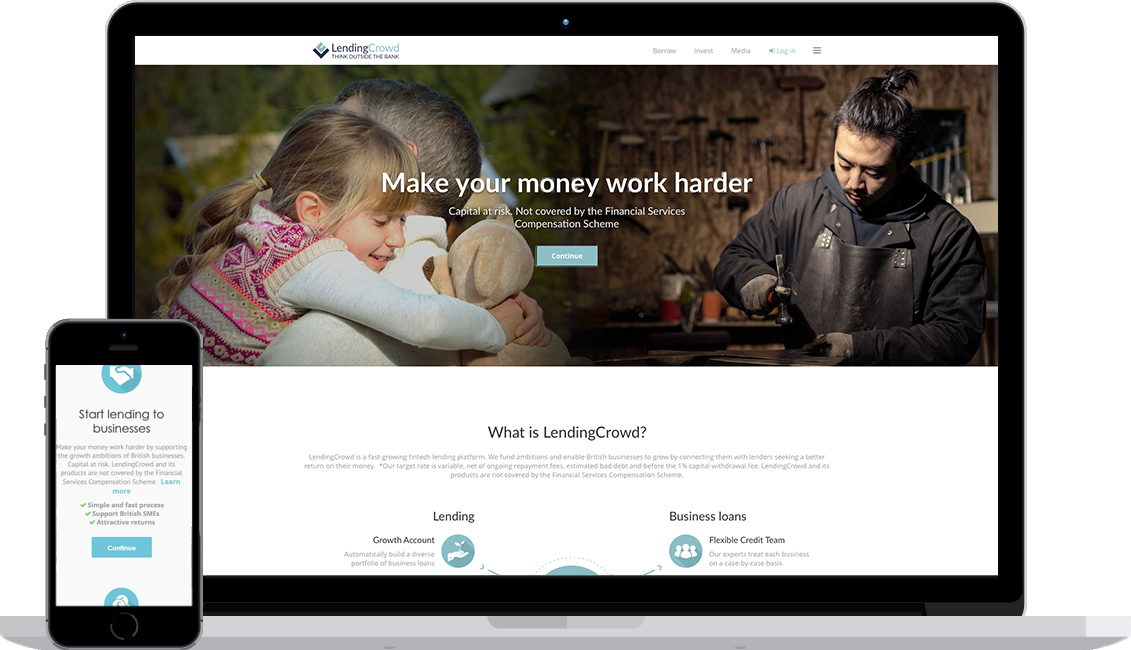 LendingCrowd
THINK OUTSIDE THE BANK
Borrow Invest Media Log in
Make your money work harder
Capital at risk. Not covered by the Financial Services
Compensation Scheme
Continue
What is LendingCrowd?
LendingCrowd is a fast-growing fintech lending platform. We fund ambitions and enable British businesses to grow by connecting them with lenders seeking a better
return on their money. *Our target rate is variable, net of ongoing repayment fees, estimated bad debt and before the 1% capital withdrawal fee. LendingCrowd and its
products are not covered by the Financial Services Compensation Scheme.
Lending
Growth Account
Automatically build a diverse
portfolio of business loans
Business loans
Flexible Credit Team
Our experts treat each business
on a case-by-case basis
Start lending to
businesses
Make your money work harder by supporting
the growth ambitions of British businesses.
Capital at risk. LendingCrowd and its
products are not covered by the Financial
Services Compensation Scheme. Learn
more
Simple and fast process
Support British SMEs
Attractive returns
Continue